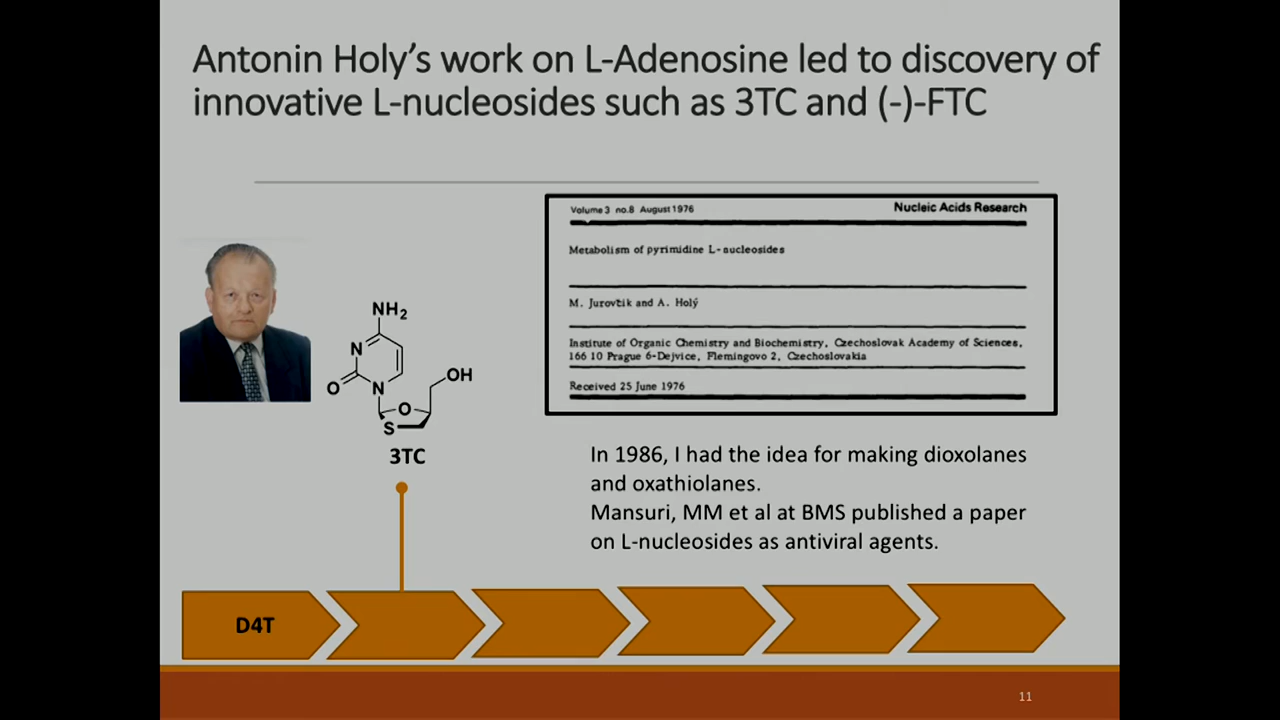 Antonin Holy's work on L-Adenosine led to discovery of
innovative L-nucleosides such as 3TC and (-)-FTC
Volume 3 no.8 August 1976
Nucleic Acids Research
Metabolism of pyrimidine L-nucleosides
M. Jurovčik and A. Holý
Institute of Organic Chemistry and Biochemistry, Czechoslovak Academy of Sciences,
166 10 Prague 6-Dejvice, Flemingovo 2, Czechoslovakia
Received 25 June 1976
NH2
N
O
N
OH
O
S
3TC
In 1986, I had the idea for making dioxolanes
and oxathiolanes.
Mansuri, MM et al at BMS published a paper
on L-nucleosides as antiviral agents.
D4T
11